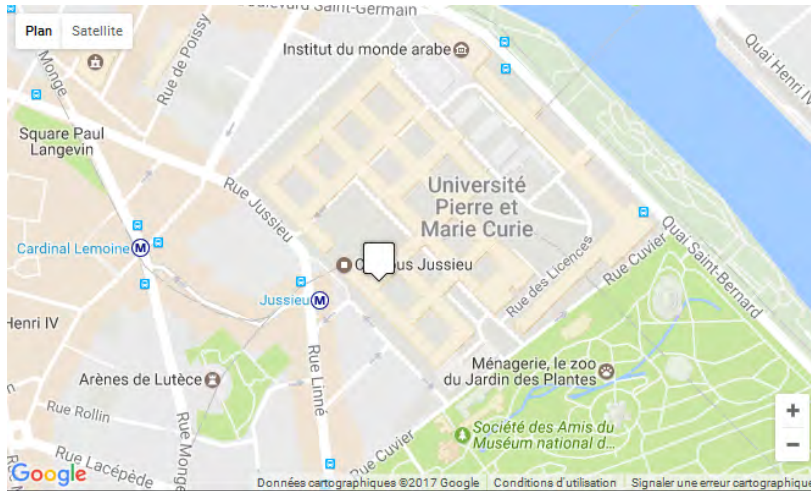 Boulevard Saint-Germain
Plan Satellite
Institut du monde arabe
Quai Henri IV
Rue de Poissy
Monge
Square Paul
Langevin
Rue Jussieu
Université
Pierre et
Marie Curie
Cardinal Lemoine M
Campus Jussieu
Rue des Licences
Rue Cuvier
Quai Saint-Bernard
Jussieu M
Henri IV
Rue Linné
Arènes de Lutèce
Ménagerie, le zoo
du Jardin des Plantes
Rue Rollin
Rue Monge
Société des Amis du
Muséum national d...
Rue Cuvier
Rue Lacépède
+
−
Google
Données cartographiques ©2017 Google Conditions d'utilisation Signaler une erreur cartographique